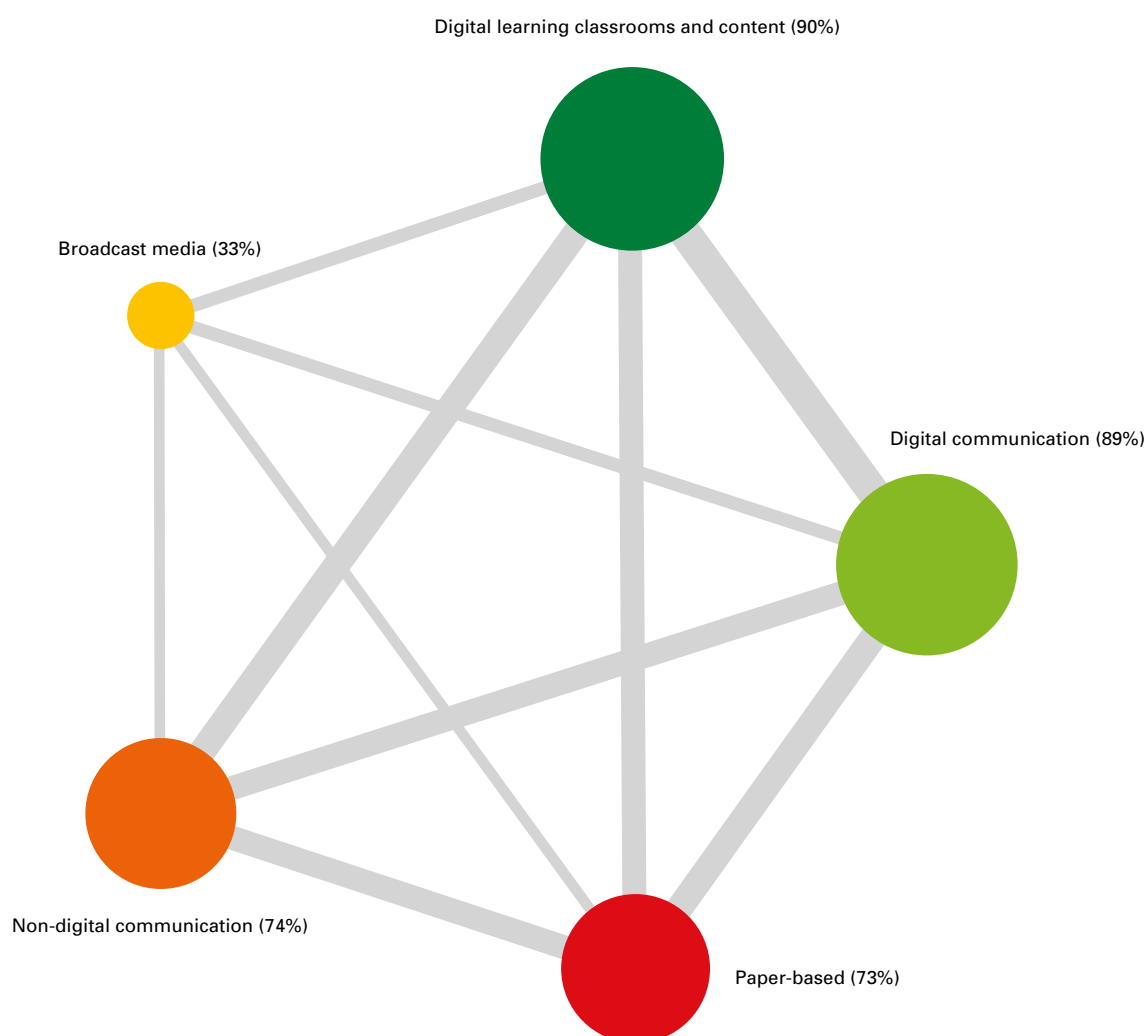 Digital learning classrooms and content (90%)
Broadcast media (33%)
Digital communication (89%)
Non-digital communication (74%)
Paper-based (73%)